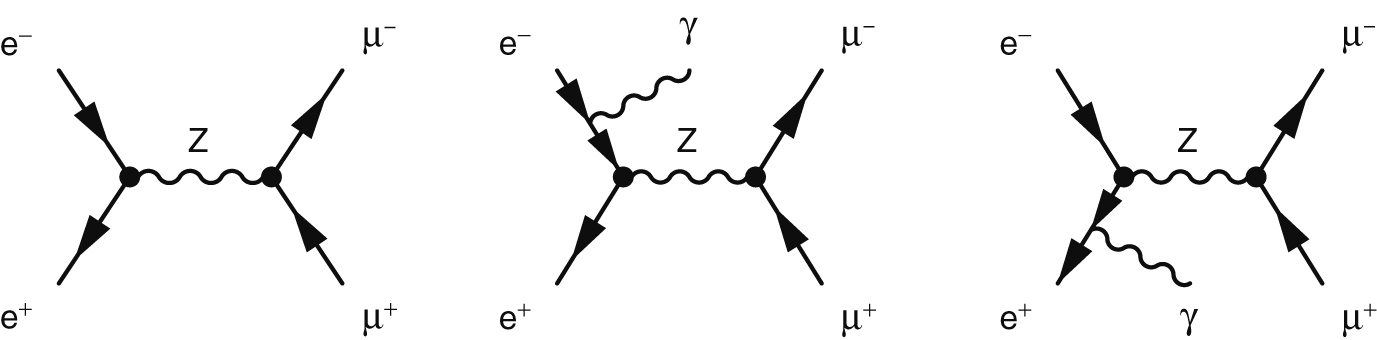 e⁻ μ⁻ e⁻ γ μ⁻ e⁻ μ⁻
Z Z Z
e⁺ μ⁺ e⁺ μ⁺ e⁺ γ μ⁺